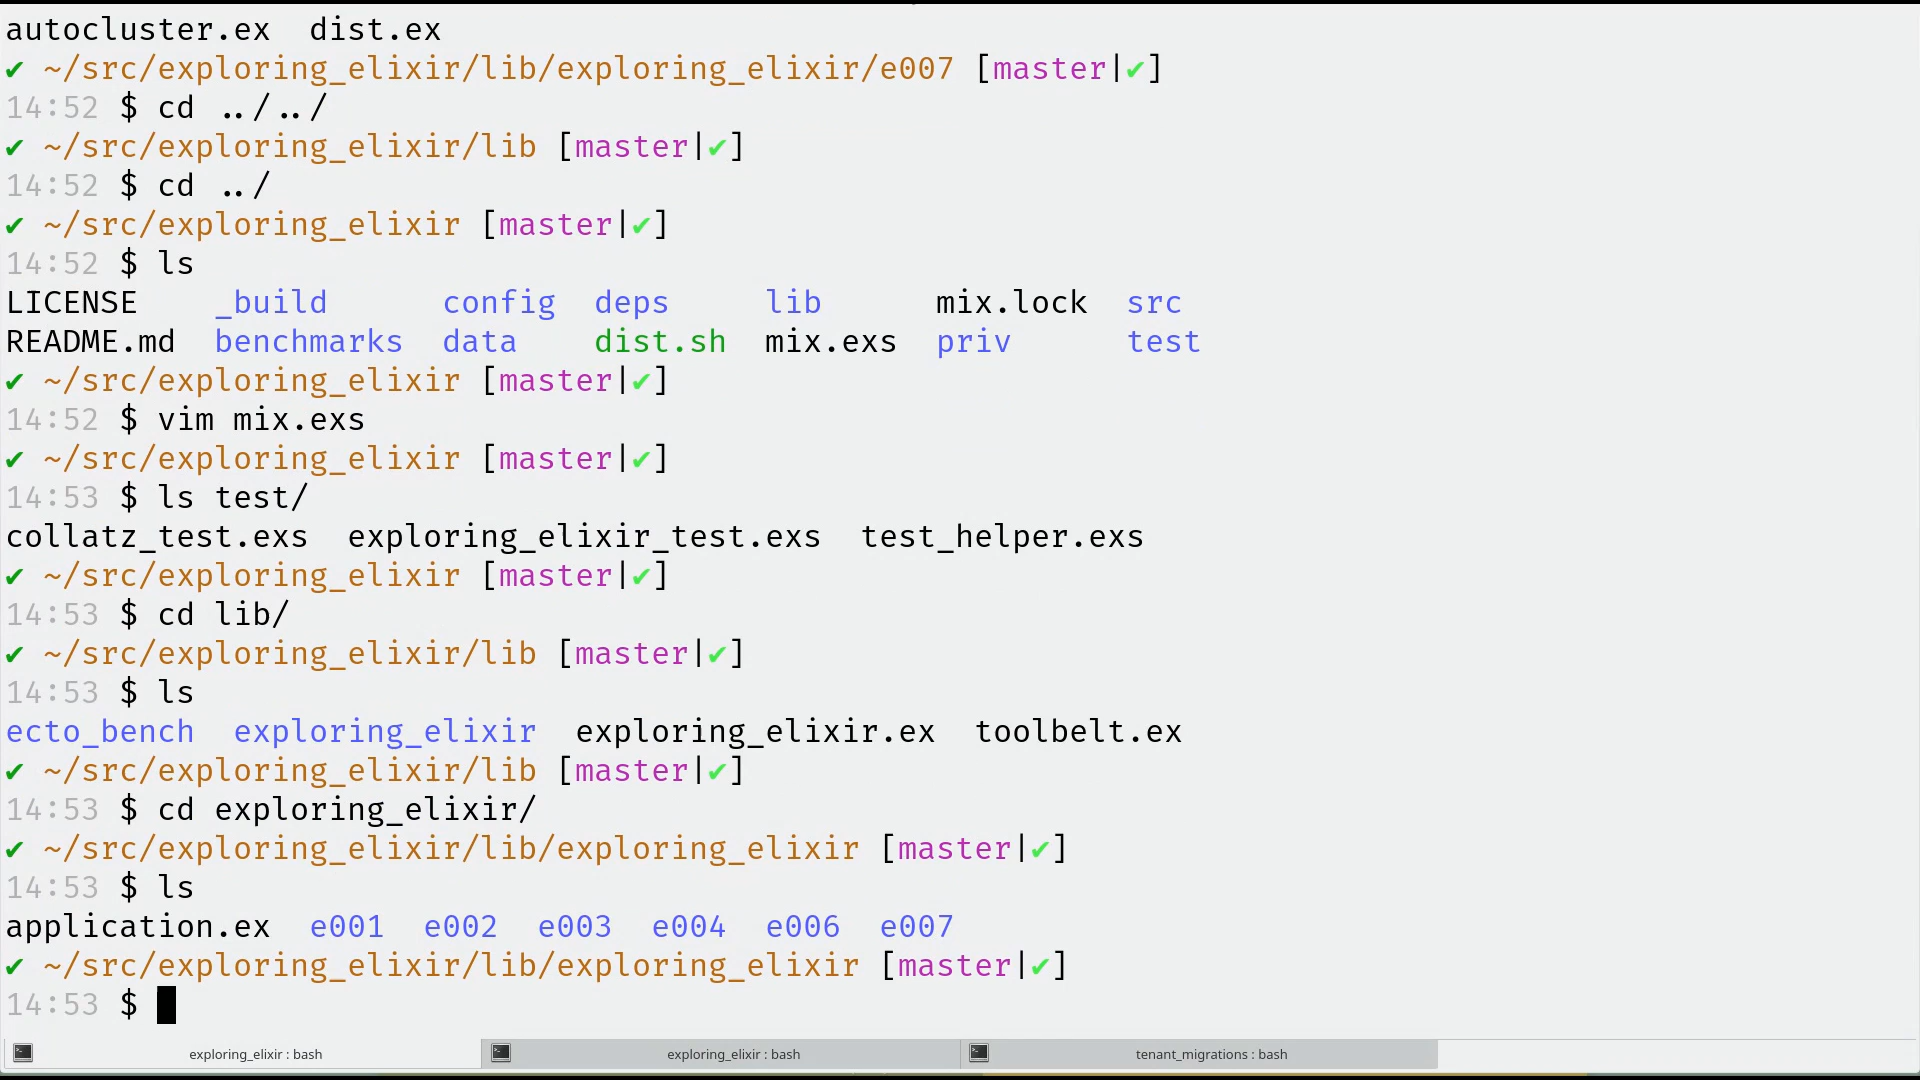 autocluster.ex  dist.ex
✔ ~/src/exploring_elixir/lib/exploring_elixir/e007 [master|✔]
14:52 $ cd ../../
✔ ~/src/exploring_elixir/lib [master|✔]
14:52 $ cd ../
✔ ~/src/exploring_elixir [master|✔]
14:52 $ ls
LICENSE    _build      config  deps     lib      mix.lock  src
README.md  benchmarks  data    dist.sh  mix.exs  priv      test
✔ ~/src/exploring_elixir [master|✔]
14:52 $ vim mix.exs
✔ ~/src/exploring_elixir [master|✔]
14:53 $ ls test/
collatz_test.exs  exploring_elixir_test.exs  test_helper.exs
✔ ~/src/exploring_elixir [master|✔]
14:53 $ cd lib/
✔ ~/src/exploring_elixir/lib [master|✔]
14:53 $ ls
ecto_bench  exploring_elixir  exploring_elixir.ex  toolbelt.ex
✔ ~/src/exploring_elixir/lib [master|✔]
14:53 $ cd exploring_elixir/
✔ ~/src/exploring_elixir/lib/exploring_elixir [master|✔]
14:53 $ ls
application.ex  e001  e002  e003  e004  e006  e007
✔ ~/src/exploring_elixir/lib/exploring_elixir [master|✔]
14:53 $
exploring_elixir : bash  exploring_elixir : bash  tenant_migrations : bash